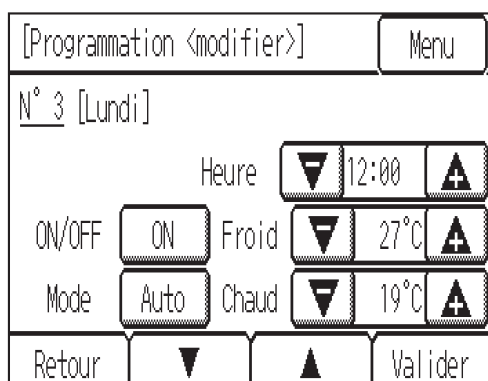 [Programmation <modifier>] Menu
N° 3 [Lundi]
Heure 12:00
ON/OFF ON Froid 27°C
Mode Auto Chaud 19°C
Retour ▼ ▲ Valider